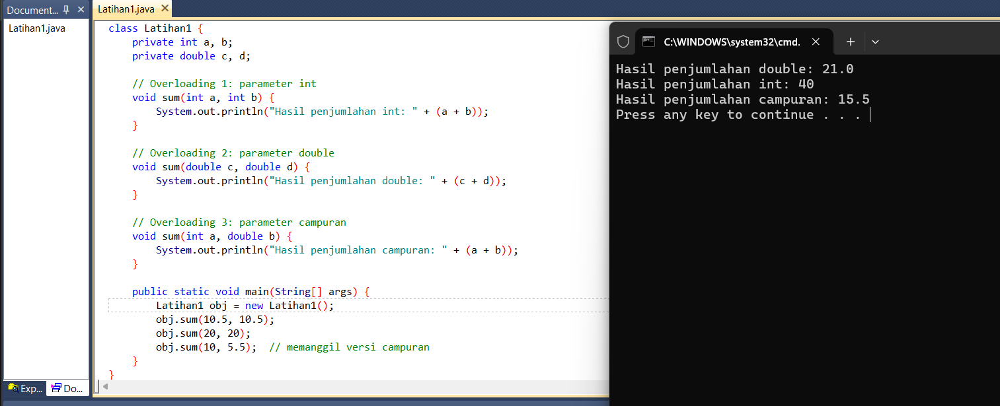 Document...
Latihan1.java
Latihan1.java
class Latihan1 {
    private int a, b;
    private double c, d;
    // Overloading 1: parameter int
    void sum(int a, int b) {
        System.out.println("Hasil penjumlahan int: " + (a + b));
    }
    // Overloading 2: parameter double
    void sum(double c, double d) {
        System.out.println("Hasil penjumlahan double: " + (c + d));
    }
    // Overloading 3: parameter campuran
    void sum(int a, double b) {
        System.out.println("Hasil penjumlahan campuran: " + (a + b));
    }
    public static void main(String[] args) {
        Latihan1 obj = new Latihan1();
        obj.sum(10.5, 10.5);
        obj.sum(20, 20);
        obj.sum(10, 5.5);  // memanggil versi campuran
    }
}
Exp...
Do...
C:\WINDOWS\system32\cmd.
Hasil penjumlahan double: 21.0
Hasil penjumlahan int: 40
Hasil penjumlahan campuran: 15.5
Press any key to continue . . .